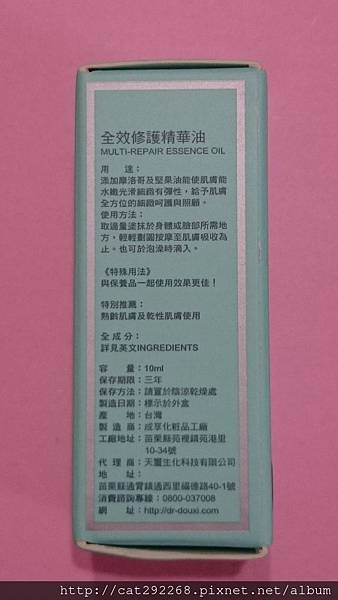 全效修護精華油
MULTI-REPAIR ESSENCE OIL
用　途：
添加摩洛哥及堅果油能使肌膚能
水嫩光滑細緻有彈性，給予肌膚
全方位的細緻呵護與照顧。
使用方法：
取適量塗抹於身體或臉部所需地
方，輕輕劃圓按摩至肌膚吸收為
止。也可於泡澡時滴入。
《特殊用法》
與保養品一起使用效果更佳！
特別推薦：
熟齡肌膚及乾性肌膚使用
全 成 分：
詳見英文INGREDIENTS
容　　量：10ml
保存期限：三年
保存方法：請置於陰涼乾燥處
製造日期：標示於外盒
產　　地：台灣
製 造 商：成享化粧品工廠
工廠地址：苗栗縣苑裡鎮苑港里
10-34號
代 理 商：天璽生化科技有限公司
地　　址：
苗栗縣通霄鎮通西里福德路40-1號
消費諮詢專線：0800-037008
網　　址：http://dr-douxi.com
http://cat292268.pixnet.net/album